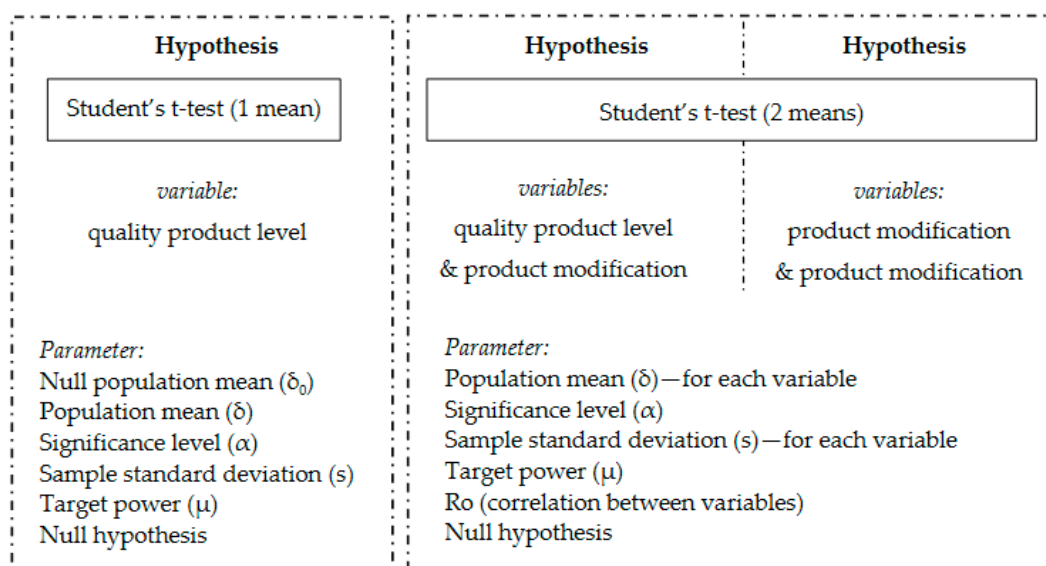 Hypothesis
Student's t-test (1 mean)
variable:
quality product level
Parameter:
Null population mean (δ₀)
Population mean (δ)
Significance level (α)
Sample standard deviation (s)
Target power (μ)
Null hypothesis
Hypothesis
Hypothesis
Student's t-test (2 means)
variables:
quality product level
& product modification
variables:
product modification
& product modification
Parameter:
Population mean (δ)—for each variable
Significance level (α)
Sample standard deviation (s)—for each variable
Target power (μ)
Ro (correlation between variables)
Null hypothesis